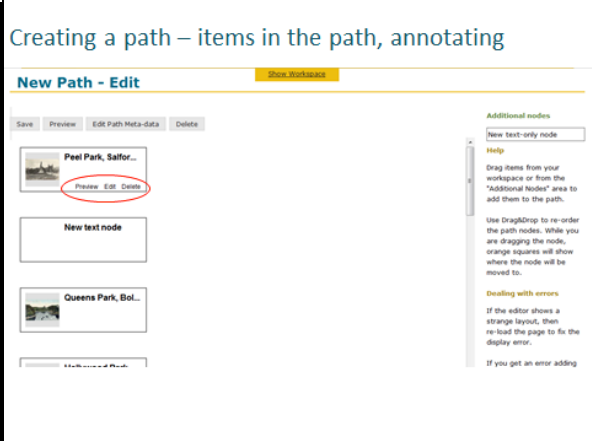 Creating a path – items in the path, annotating
Show Workspace
New Path - Edit
Save Preview Edit Path Meta-data Delete
Peel Park, Salfor...
Preview Edit Delete
New text node
Queens Park, Bol...
Additional nodes
New text-only node
Help
Drag items from your
workspace or from the
"Additional Nodes" area to
add them to the path.
Use Drag&Drop to re-order
the path nodes. While you
are dragging the node,
orange squares will show
where the node will be
moved to.
Dealing with errors
If the editor shows a
strange layout, then
re-load the page to fix the
display error.
If you get an error adding